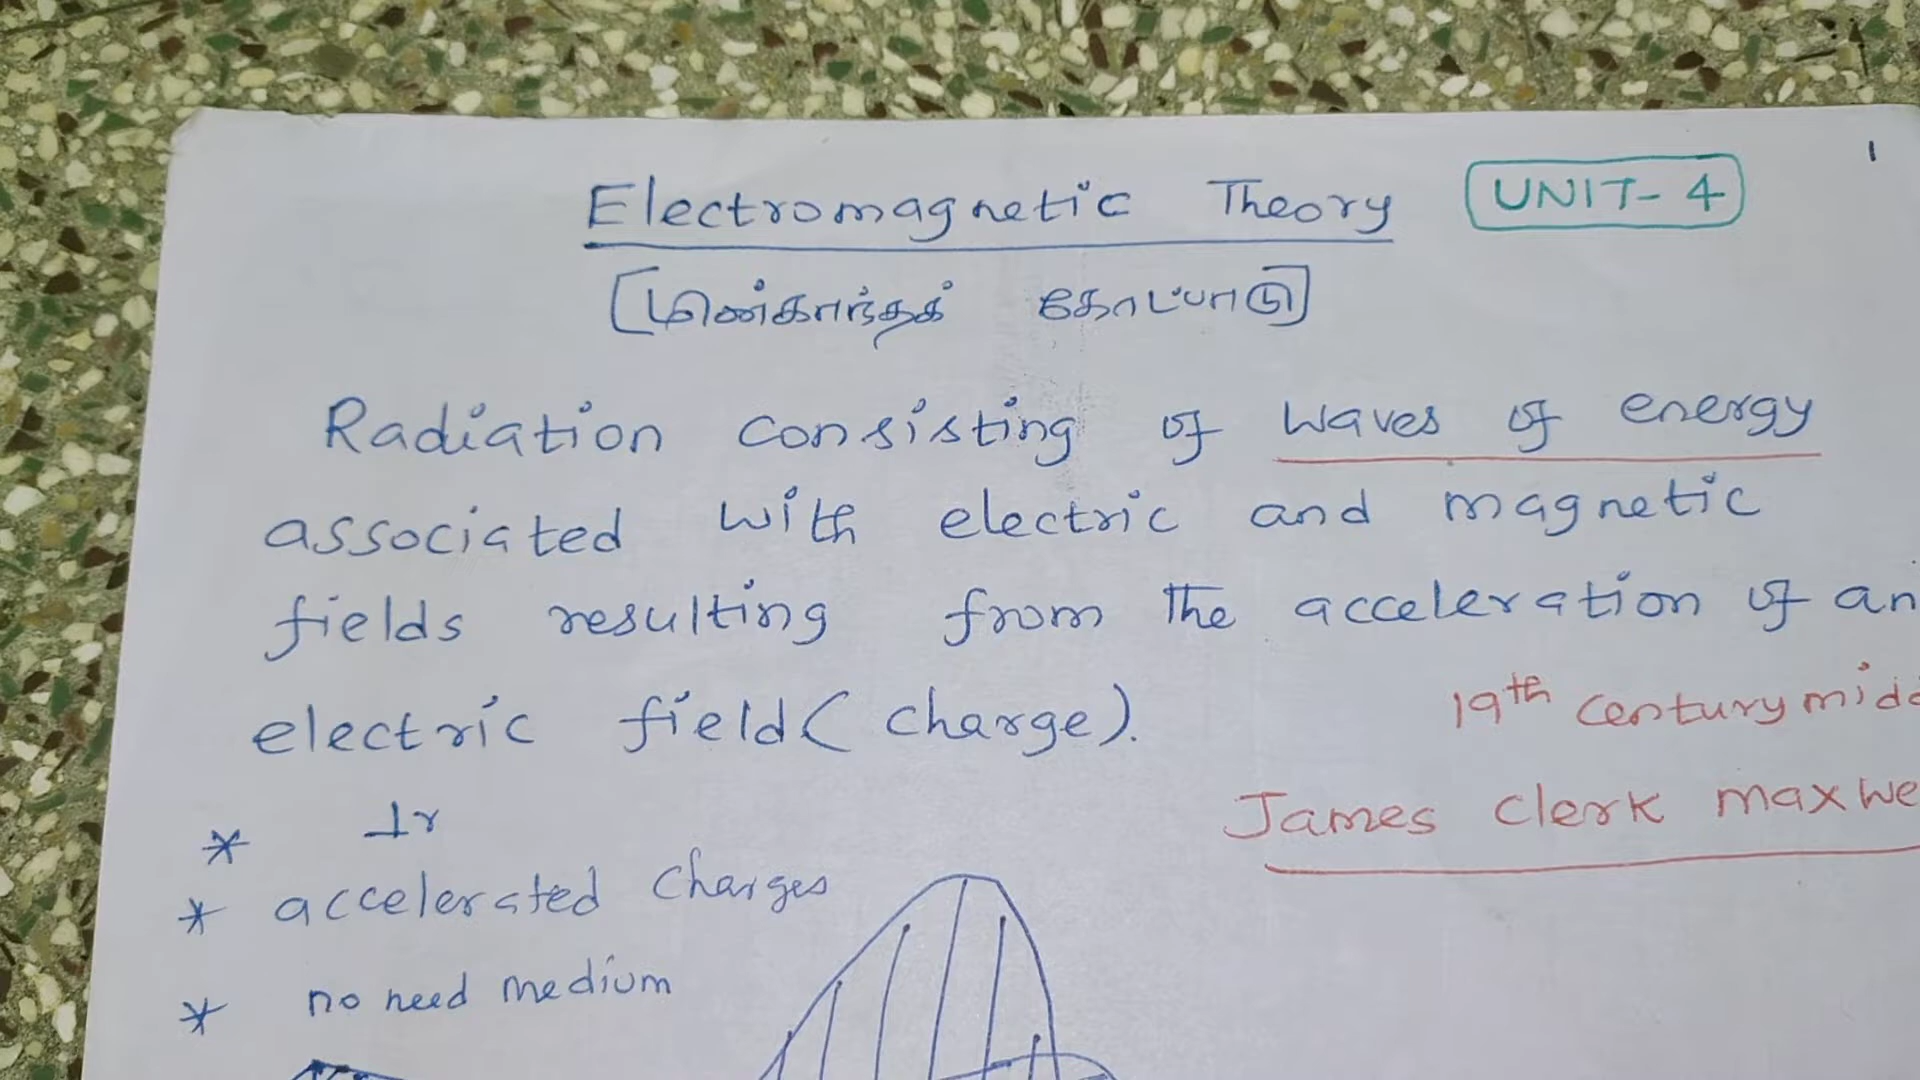 1
Electromagnetic Theory UNIT-4
[மின்காந்தக் கோட்பாடு]
Radiation consisting of waves of energy
associated with electric and magnetic
fields resulting from the acceleration of an
electric field (charge).
19th century midd
* ⊥r
James clerk maxwe
* accelerated charges
* no need medium